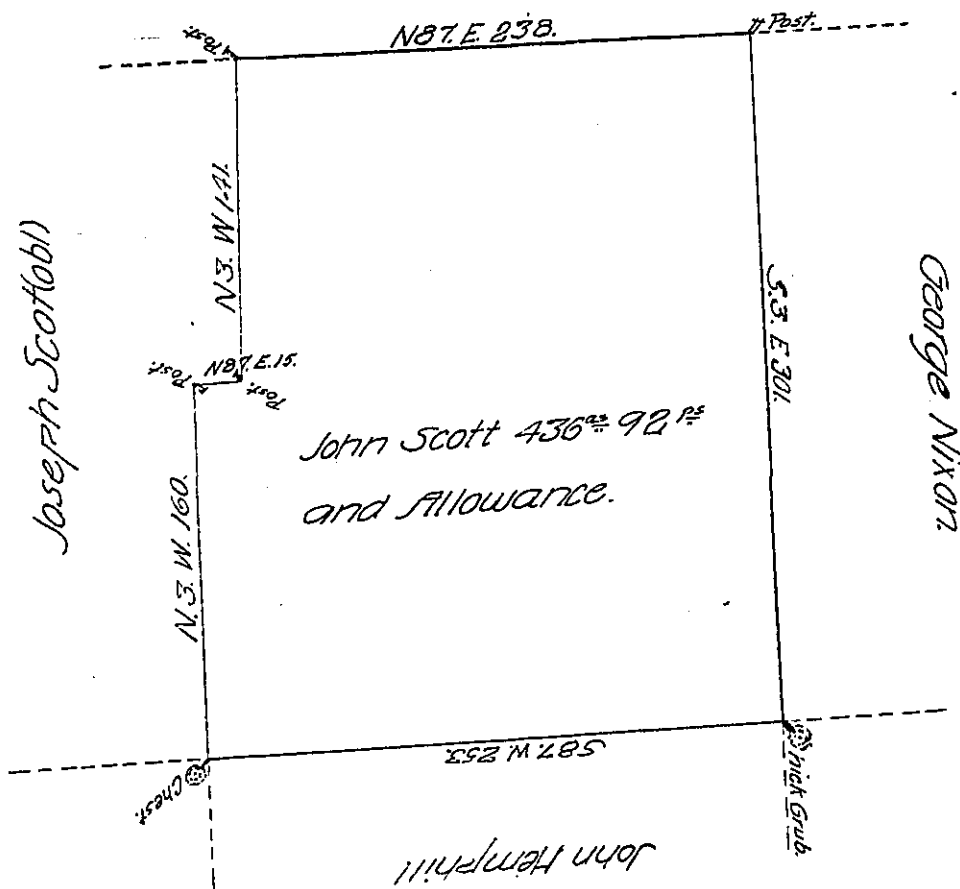 Post.
N87. E. 238.
Post.
N3. W 141.
Joseph Scott(obl)
S.3. E 301.
George Nixon.
Post.
N87. E. 15.
Post.
John Scott 436as 92ps
and Allowance.
N.3. W. 160.
S87. W 253
Chest.
hick Grub.
John Hemphill